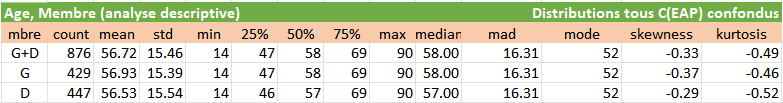 Age, Membre (analyse descriptive) Distributions tous C(EAP) confondus
mbre count mean std min 25% 50% 75% max median mad mode skewness kurtosis
G+D 876 56.72 15.46 14 47 58 69 90 58.00 16.31 52 -0.33 -0.49
G 429 56.93 15.39 14 47 58 69 90 58.00 16.31 52 -0.37 -0.46
D 447 56.53 15.54 14 46 57 69 90 57.00 16.31 52 -0.29 -0.52